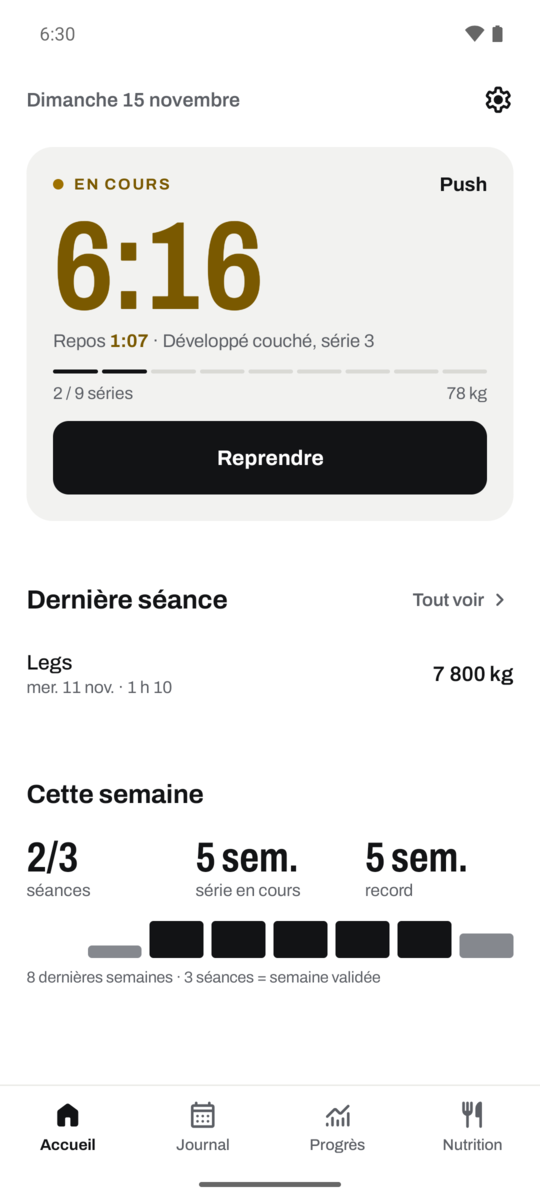 6:30
Dimanche 15 novembre
EN COURS
Push
6:16
Repos 1:07 · Développé couché, série 3
2 / 9 séries
78 kg
Reprendre
Dernière séance
Tout voir
Legs
mer. 11 nov. · 1 h 10
7 800 kg
Cette semaine
2/3
séances
5 sem.
série en cours
5 sem.
record
8 dernières semaines · 3 séances = semaine validée
Accueil
Journal
Progrès
Nutrition